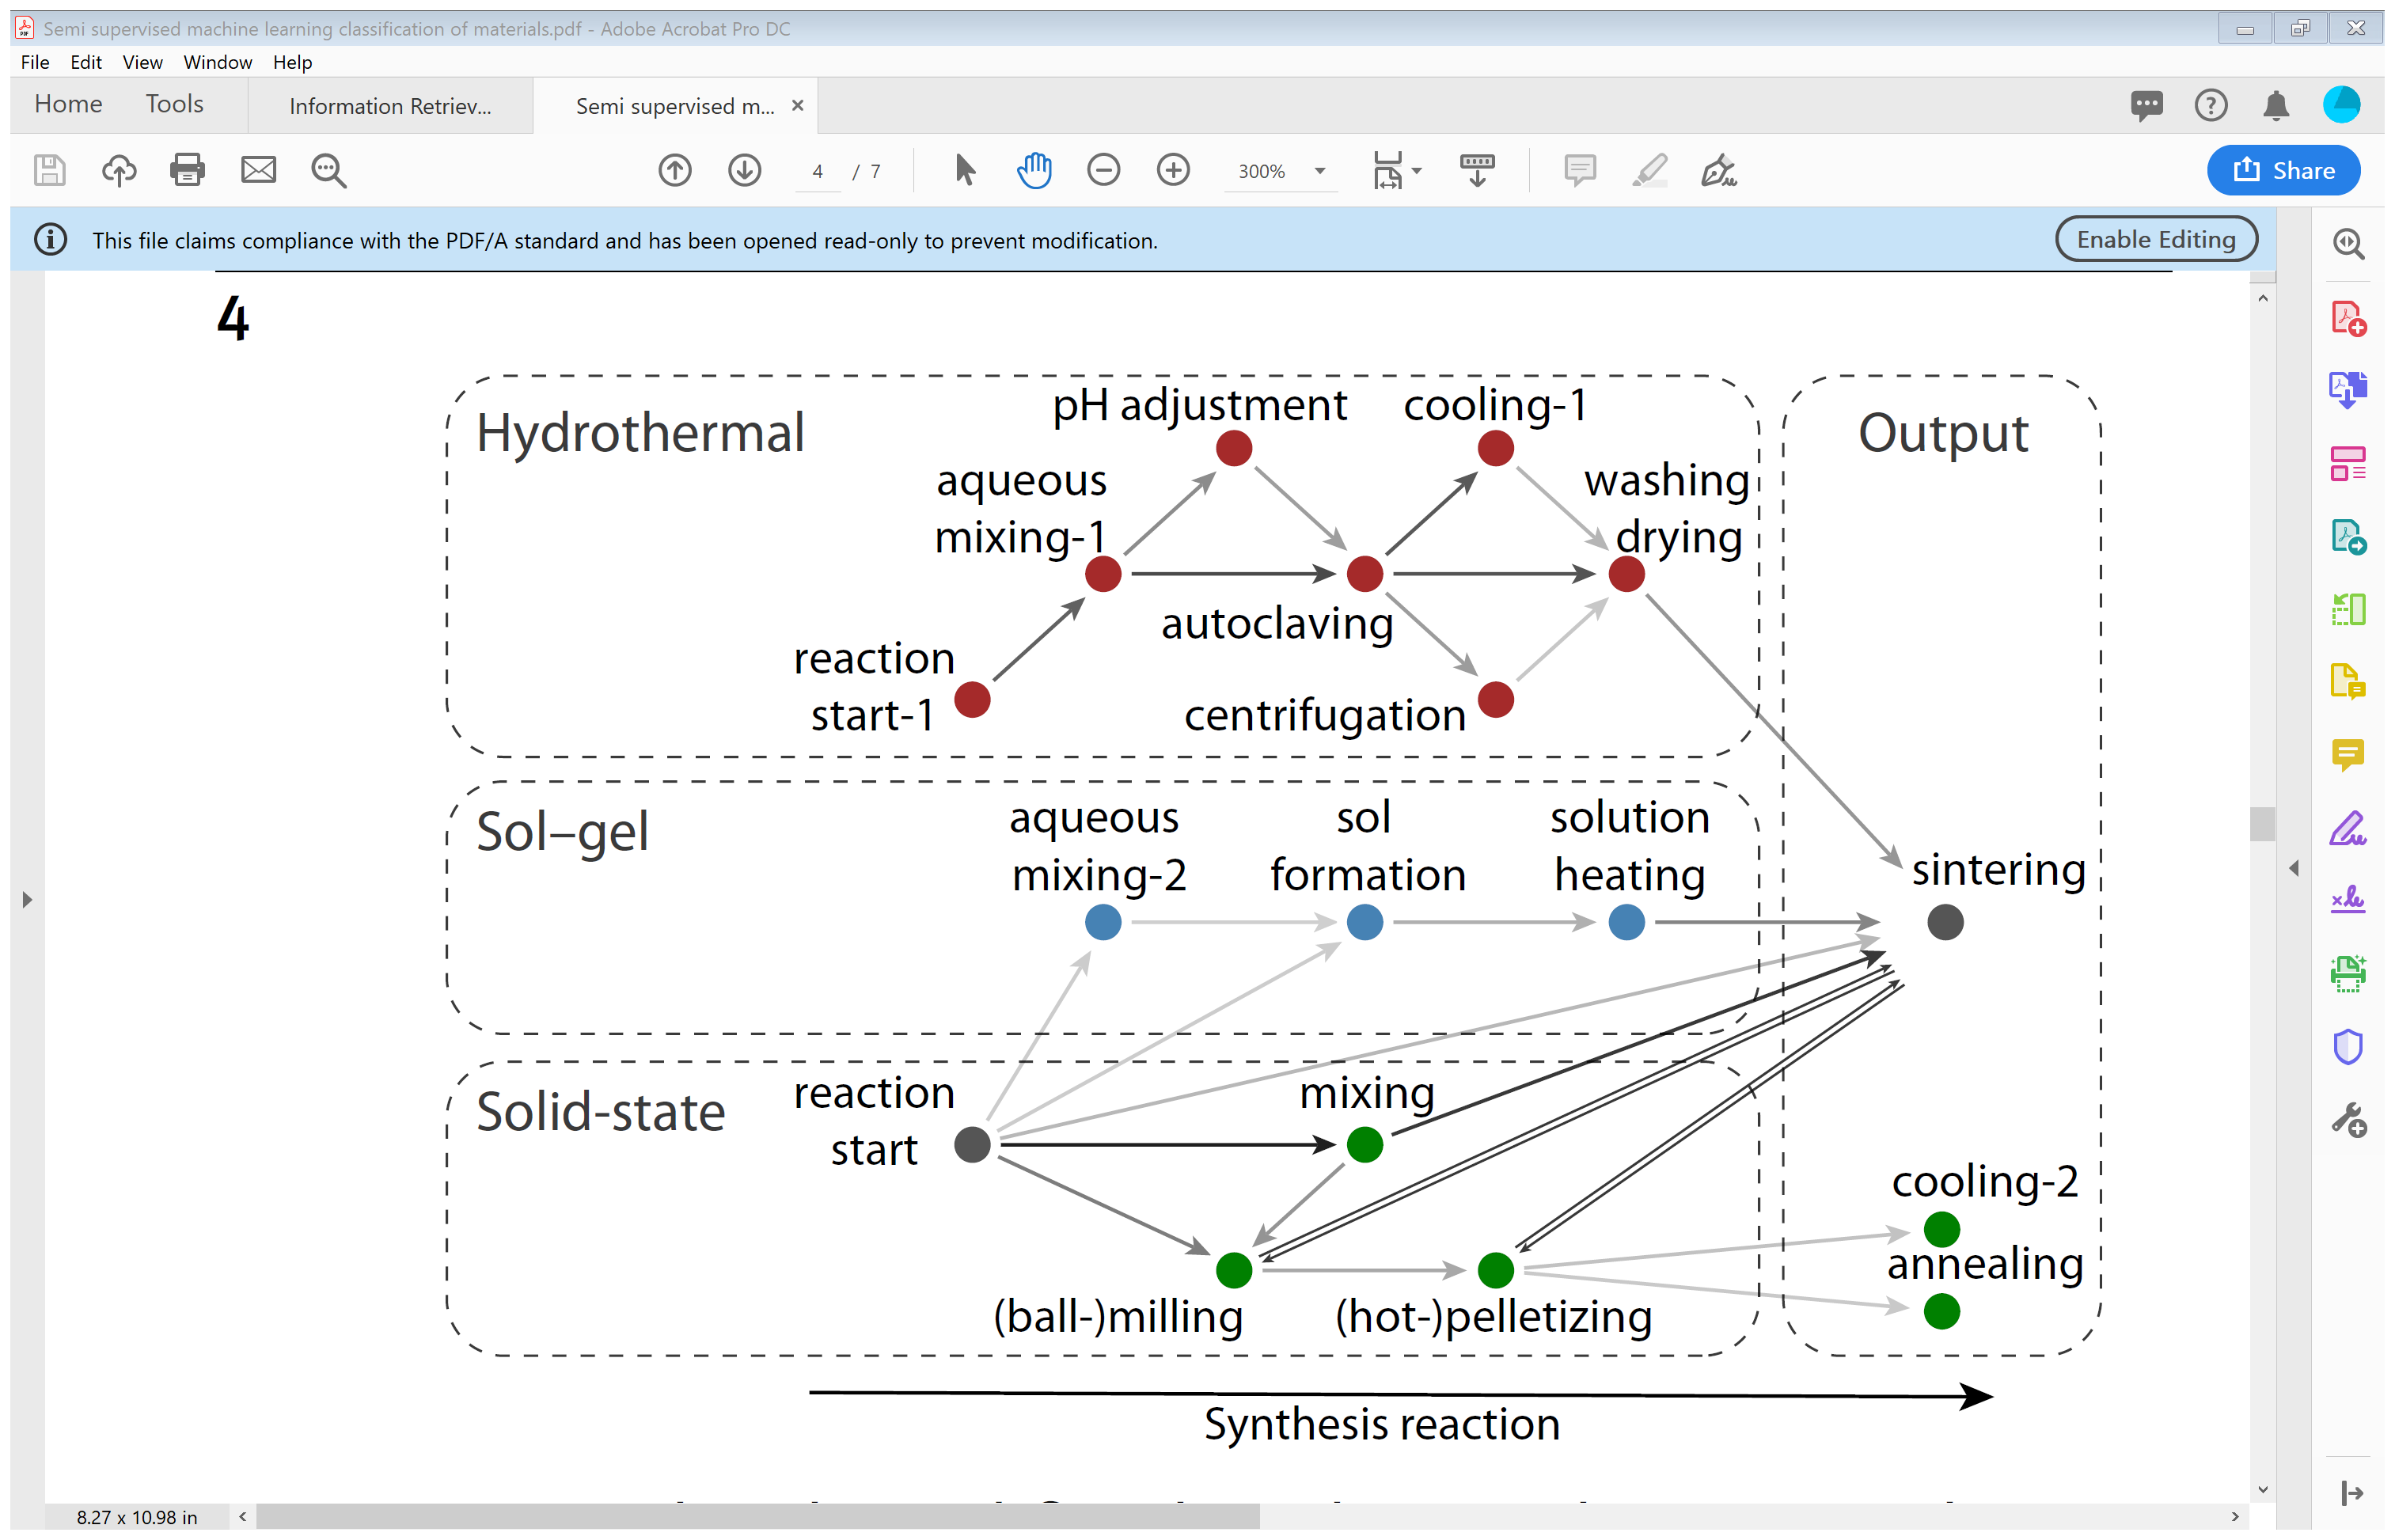 Semi supervised machine learning classification of materials.pdf - Adobe Acrobat Pro DC
File Edit View Window Help
Home Tools Information Retriev... Semi supervised m...
4 / 7 300% Share
This file claims compliance with the PDF/A standard and has been opened read-only to prevent modification. Enable Editing
4
Hydrothermal
pH adjustment
cooling-1
aqueous
mixing-1
washing
drying
autoclaving
reaction
start-1
centrifugation
Output
Sol–gel
aqueous
mixing-2
sol
formation
solution
heating
sintering
Solid-state
reaction
start
mixing
(ball-)milling
(hot-)pelletizing
cooling-2
annealing
Synthesis reaction
8.27 x 10.98 in